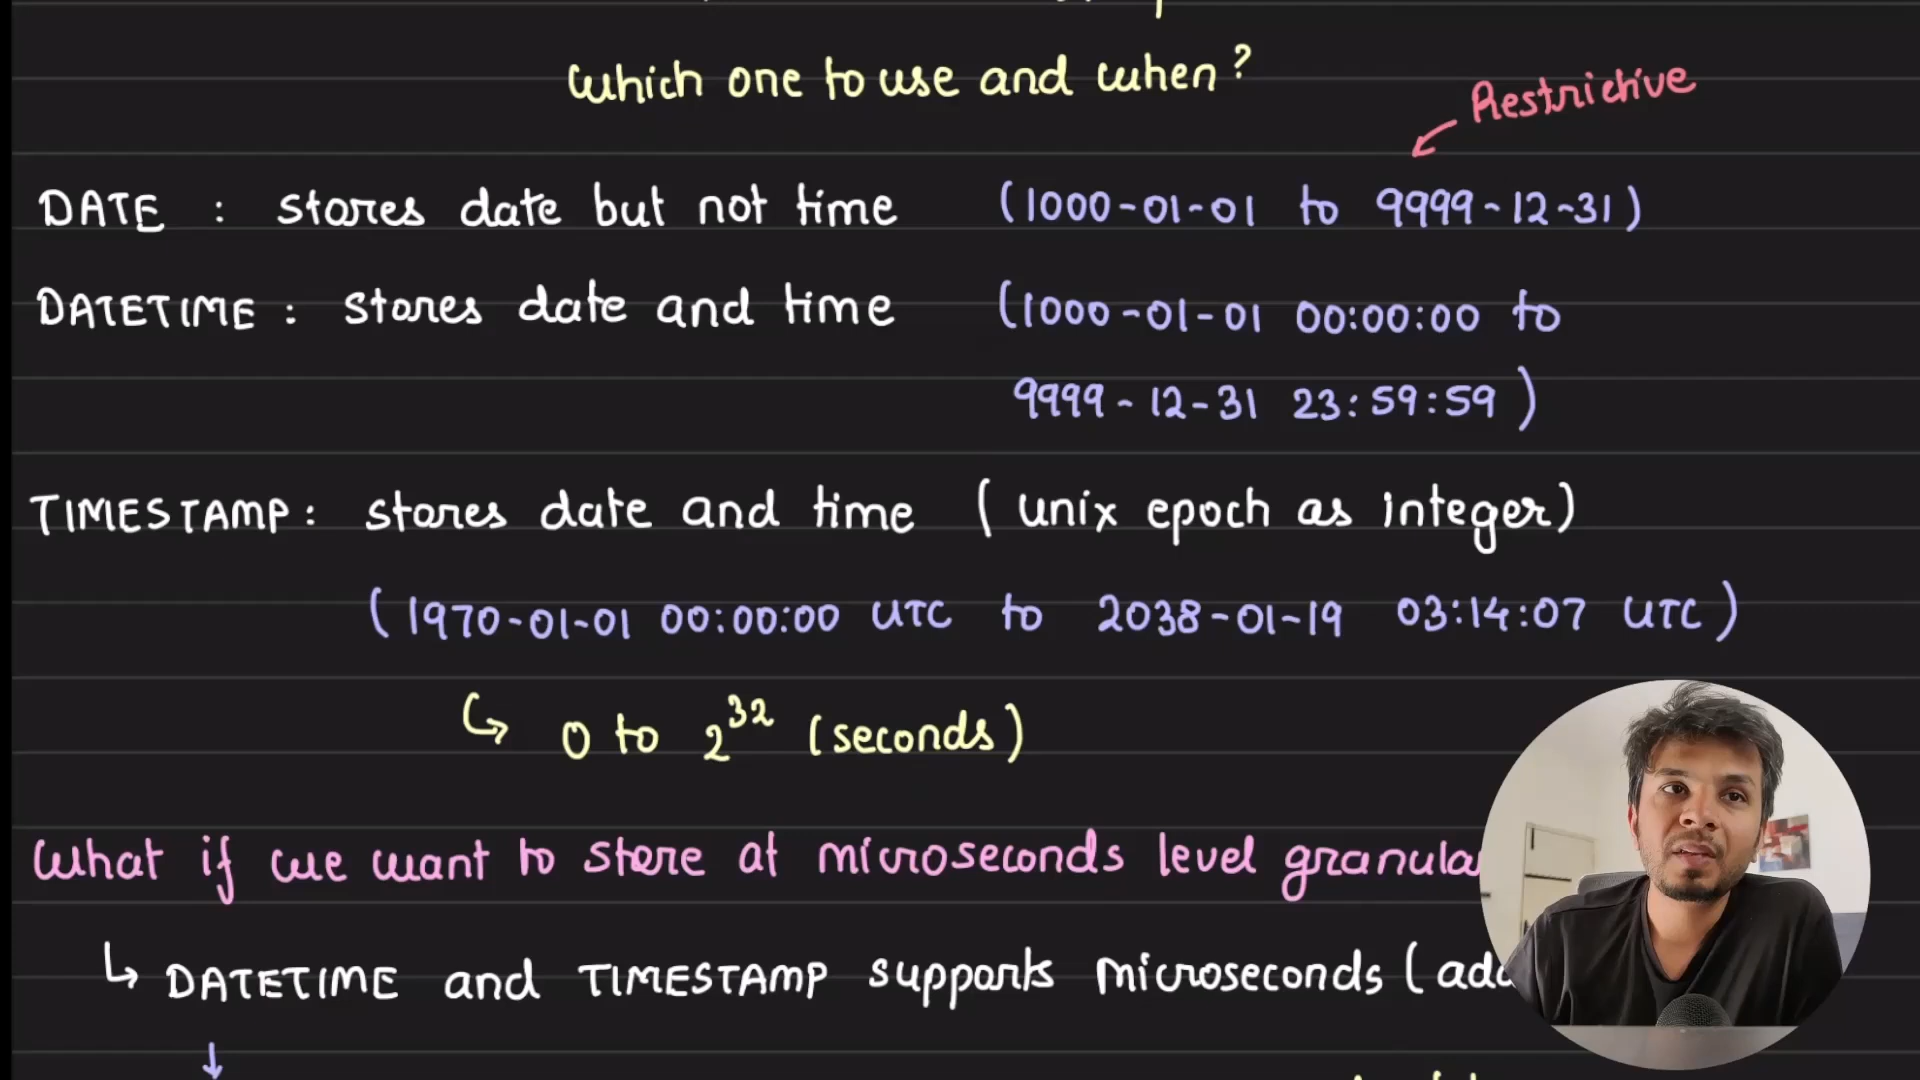 Which one to use and when?
Restrictive
DATE : stores date but not time (1000-01-01 to 9999-12-31)
DATETIME : stores date and time (1000-01-01 00:00:00 to
9999-12-31 23:59:59)
TIMESTAMP: stores date and time (unix epoch as integer)
(1970-01-01 00:00:00 UTC to 2038-01-19 03:14:07 UTC)
0 to 2³² (seconds)
What if we want to store at microseconds level
DATETIME and TIMESTAMP supports microseconds (